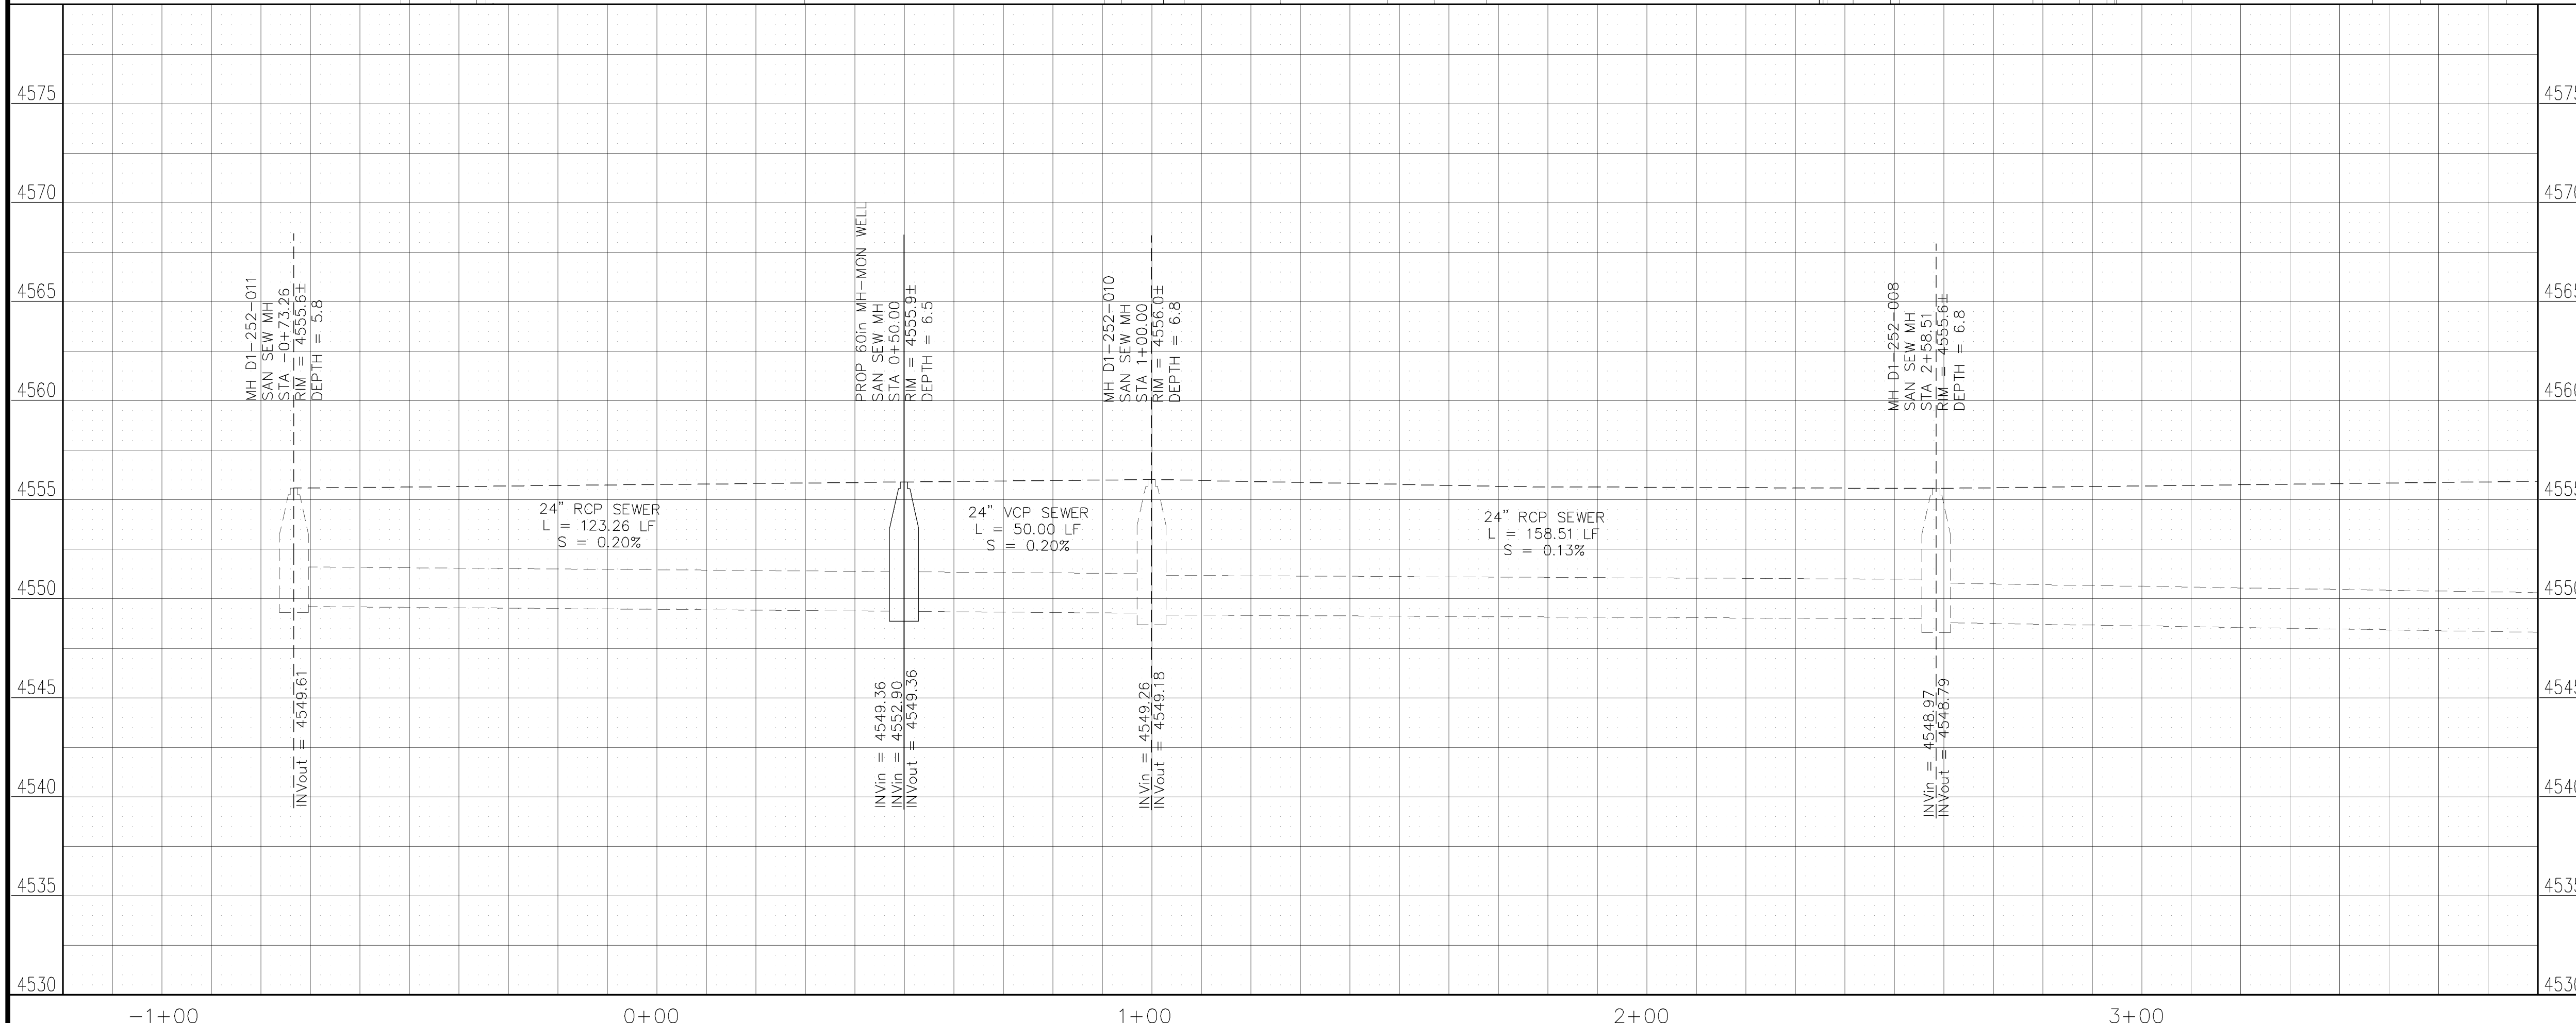 4575
4570
4565
4560
4555
4550
4545
4540
4535
4530
MH D1-252-011
SAN SEW MH
STA -0+73.26
RIM = 4555.6±
DEPTH = 5.8
PROP 60in MH-MON WELL
SAN SEW MH
STA 0+50.00
RIM = 4555.9±
DEPTH = 6.5
MH D1-252-010
SAN SEW MH
STA 1+00.00
RIM = 4556.0±
DEPTH = 6.8
MH D1-252-008
SAN SEW MH
STA 2+58.51
RIM = 4555.6±
DEPTH = 6.8
24" RCP SEWER
L = 123.26 LF
S = 0.20%
24" VCP SEWER
L = 50.00 LF
S = 0.20%
24" RCP SEWER
L = 158.51 LF
S = 0.13%
INVout = 4549.61
INVin = 4549.36
INVin = 4552.90
INVout = 4549.36
INVin = 4549.26
INVout = 4549.18
INVin = 4548.97
INVout = 4548.79
-1+00
0+00
1+00
2+00
3+00